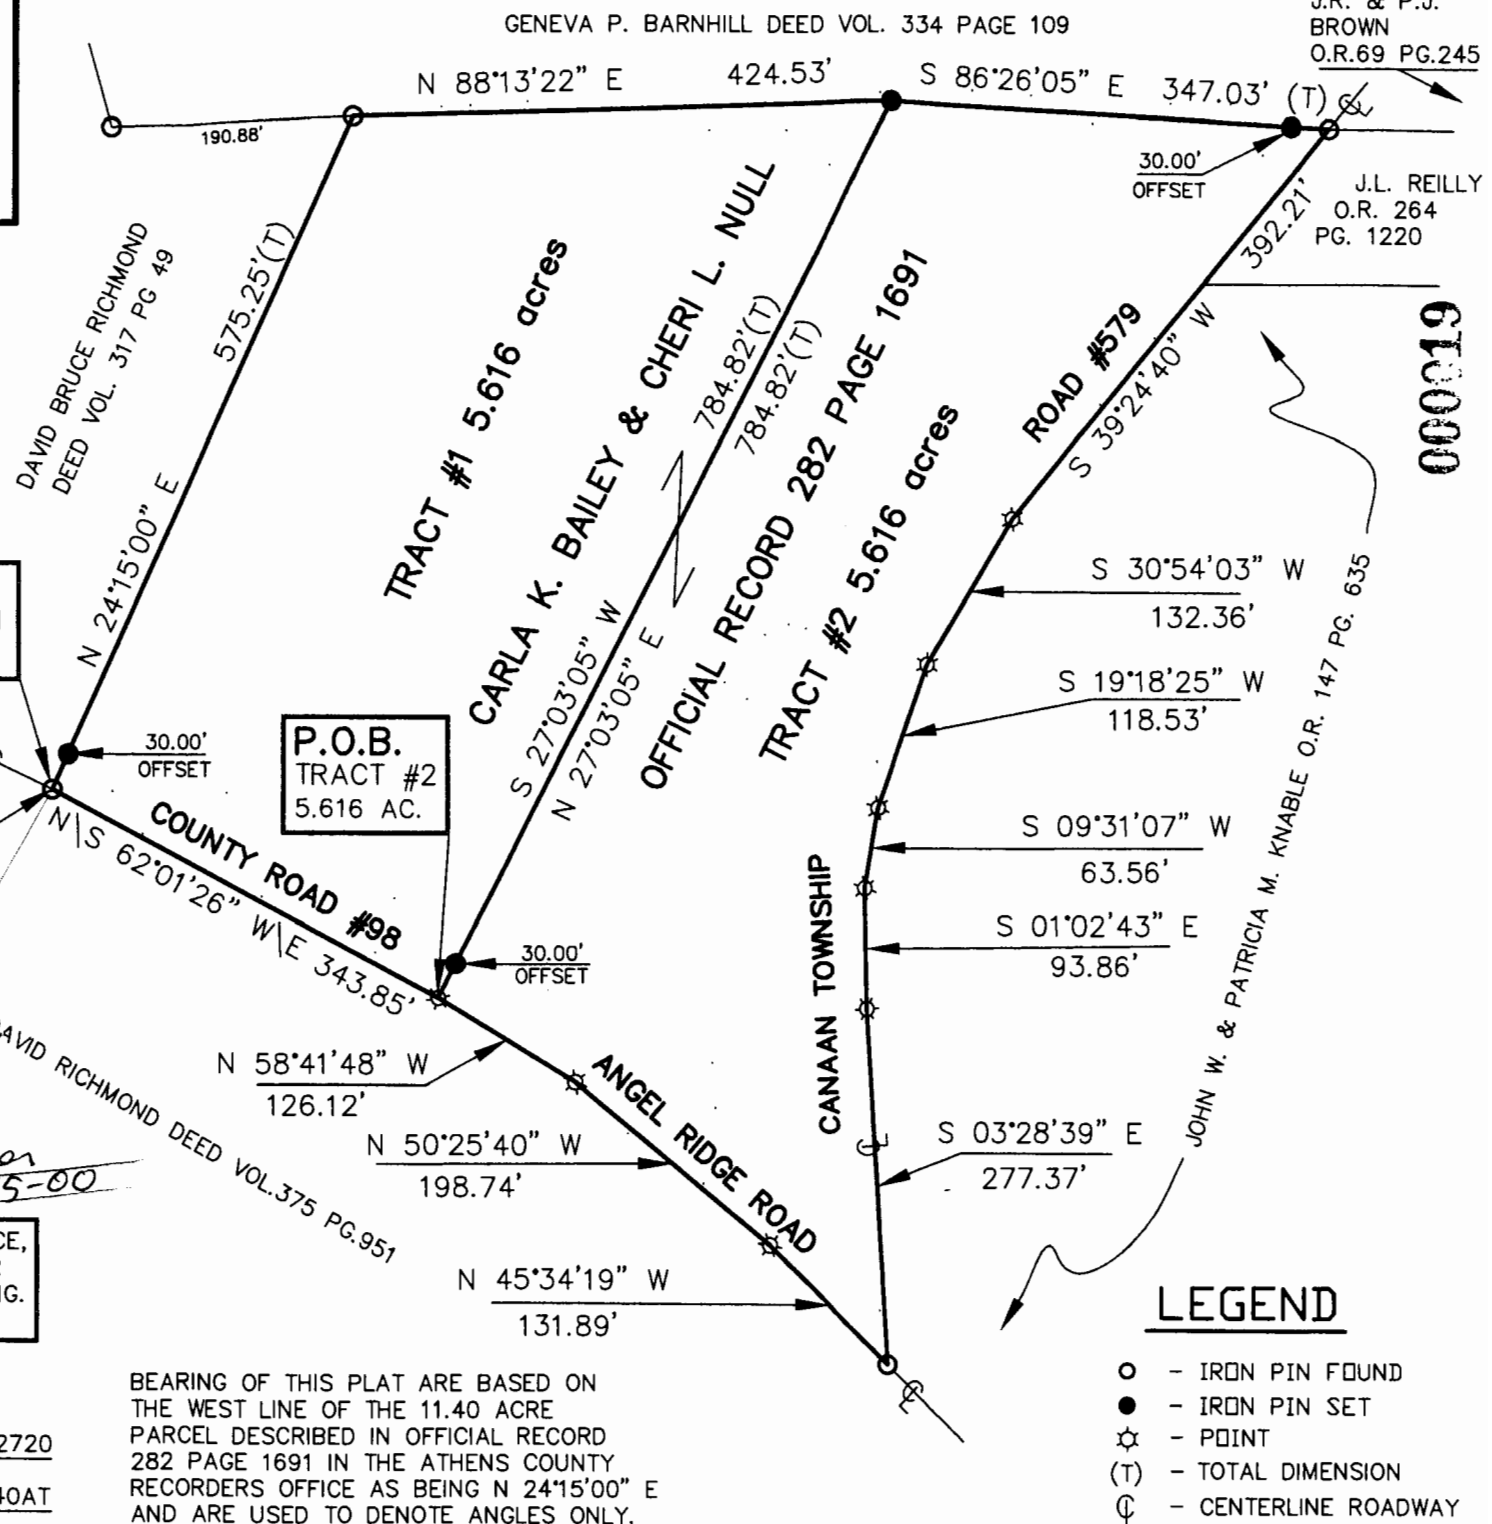 GENEVA P. BARNHILL DEED VOL. 334 PAGE 109
J.R. & P.J.
BROWN
O.R.69 PG.245
N 88°13'22" E 424.53'
S 86°26'05" E 347.03' (T)
190.88'
30.00'
OFFSET
J.L. REILLY
O.R. 264
PG. 1220
392.21'
S 39°24'40" W
ROAD #579
000019
DAVID BRUCE RICHMOND
DEED VOL. 317 PG 49
575.25'(T)
N 24°15'00" E
TRACT #1 5.616 acres
CARLA K. BAILEY & CHERI L. NULL
784.82'(T)
784.82'(T)
S 27°03'05" W
N 27°03'05" E
OFFICIAL RECORD 282 PAGE 1691
TRACT #2 5.616 acres
S 30°54'03" W
132.36'
S 19°18'25" W
118.53'
S 09°31'07" W
63.56'
S 01°02'43" E
93.86'
S 03°28'39" E
277.37'
JOHN W. & PATRICIA M. KNABLE O.R. 147 PG. 635
CANAAN TOWNSHIP
30.00'
OFFSET
P.O.B.
TRACT #2
5.616 AC.
COUNTY ROAD #98
N\S 62°01'26" W\E 343.85'
30.00'
OFFSET
N 58°41'48" W
126.12'
ANGEL RIDGE ROAD
N 50°25'40" W
198.74'
N 45°34'19" W
131.89'
DAVID RICHMOND DEED VOL.375 PG.951
5-00
CE,
IG.
2720
40AT
BEARING OF THIS PLAT ARE BASED ON
THE WEST LINE OF THE 11.40 ACRE
PARCEL DESCRIBED IN OFFICIAL RECORD
282 PAGE 1691 IN THE ATHENS COUNTY
RECORDERS OFFICE AS BEING N 24°15'00" E
AND ARE USED TO DENOTE ANGLES ONLY.
LEGEND
- IRON PIN FOUND
- IRON PIN SET
- POINT
(T) - TOTAL DIMENSION
℄ - CENTERLINE ROADWAY